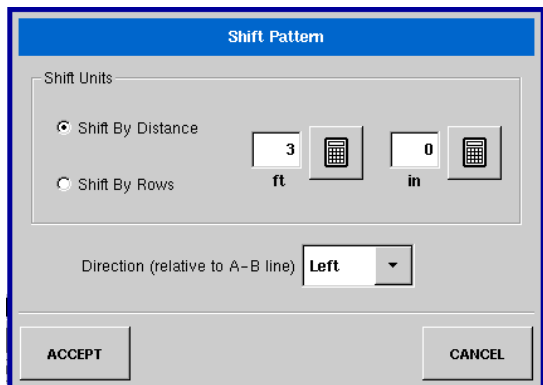 Shift Pattern
Shift Units
Shift By Distance
3
0
ft
in
Shift By Rows
Direction (relative to A-B line) Left
ACCEPT
CANCEL